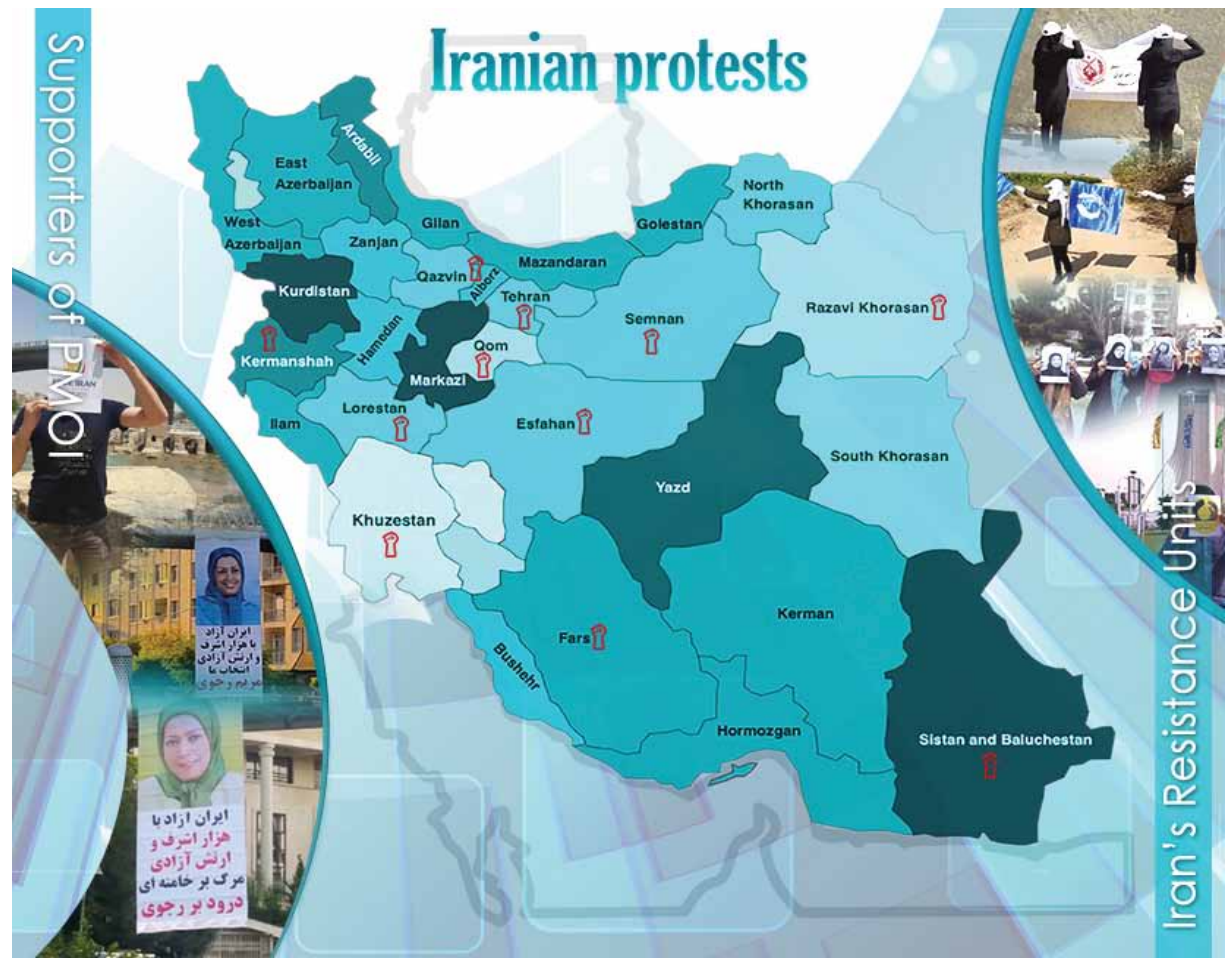 Iranian protests
Supporters of PMOI
Iran's Resistance Units
Ardabil
East
Azerbaijan
West
Azerbaijan
Gilan
Zanjan
Qazvin
Alborz
Mazandaran
Golestan
North
Khorasan
Kurdistan
Tehran
Semnan
Razavi Khorasan
Hamedan
Kermanshah
Markazi
Qom
Lorestan
Ilam
Esfahan
South Khorasan
Yazd
Khuzestan
Kerman
Fars
Bushehr
Hormozgan
Sistan and Baluchestan
IRAN
ایران آزاد
با هزار اشرف
و ارتش آزادی
انتخاب ما
مریم رجوی
ایران آزاد با
هزار اشرف و
ارتش آزادی
مرگ بر خامنه ای
درود بر رجوی